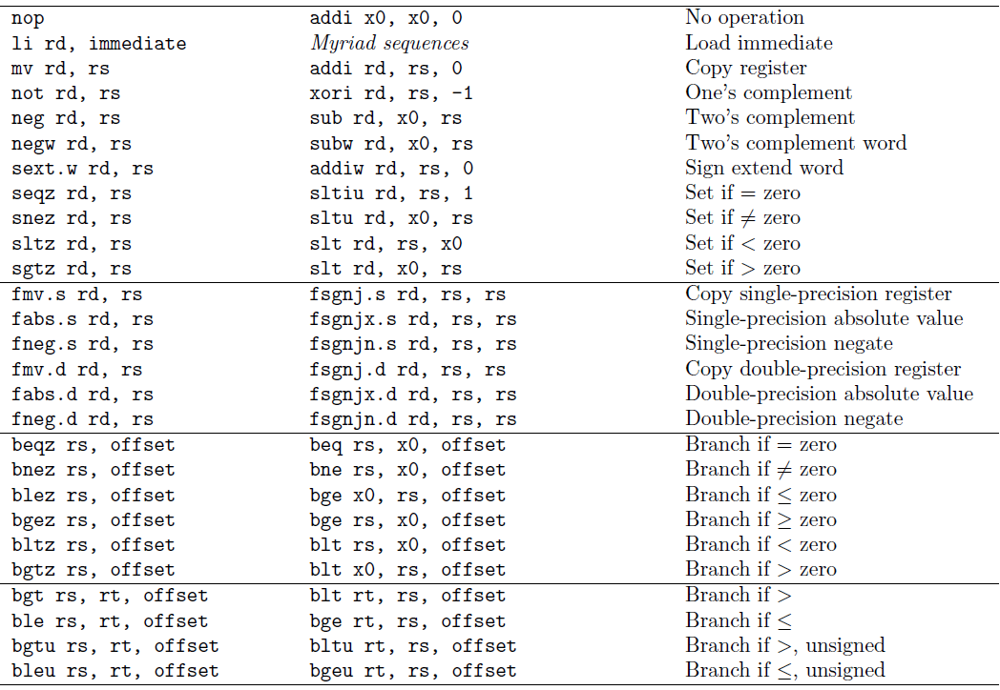 nop addi x0, x0, 0 No operation
li rd, immediate Myriad sequences Load immediate
mv rd, rs addi rd, rs, 0 Copy register
not rd, rs xori rd, rs, -1 One's complement
neg rd, rs sub rd, x0, rs Two's complement
negw rd, rs subw rd, x0, rs Two's complement word
sext.w rd, rs addiw rd, rs, 0 Sign extend word
seqz rd, rs sltiu rd, rs, 1 Set if = zero
snez rd, rs sltu rd, x0, rs Set if ≠ zero
sltz rd, rs slt rd, rs, x0 Set if < zero
sgtz rd, rs slt rd, x0, rs Set if > zero
fmv.s rd, rs fsgnj.s rd, rs, rs Copy single-precision register
fabs.s rd, rs fsgnjx.s rd, rs, rs Single-precision absolute value
fneg.s rd, rs fsgnjn.s rd, rs, rs Single-precision negate
fmv.d rd, rs fsgnj.d rd, rs, rs Copy double-precision register
fabs.d rd, rs fsgnjx.d rd, rs, rs Double-precision absolute value
fneg.d rd, rs fsgnjn.d rd, rs, rs Double-precision negate
beqz rs, offset beq rs, x0, offset Branch if = zero
bnez rs, offset bne rs, x0, offset Branch if ≠ zero
blez rs, offset bge x0, rs, offset Branch if ≤ zero
bgez rs, offset bge rs, x0, offset Branch if ≥ zero
bltz rs, offset blt rs, x0, offset Branch if < zero
bgtz rs, offset blt x0, rs, offset Branch if > zero
bgt rs, rt, offset blt rt, rs, offset Branch if >
ble rs, rt, offset bge rt, rs, offset Branch if ≤
bgtu rs, rt, offset bltu rt, rs, offset Branch if >, unsigned
bleu rs, rt, offset bgeu rt, rs, offset Branch if ≤, unsigned